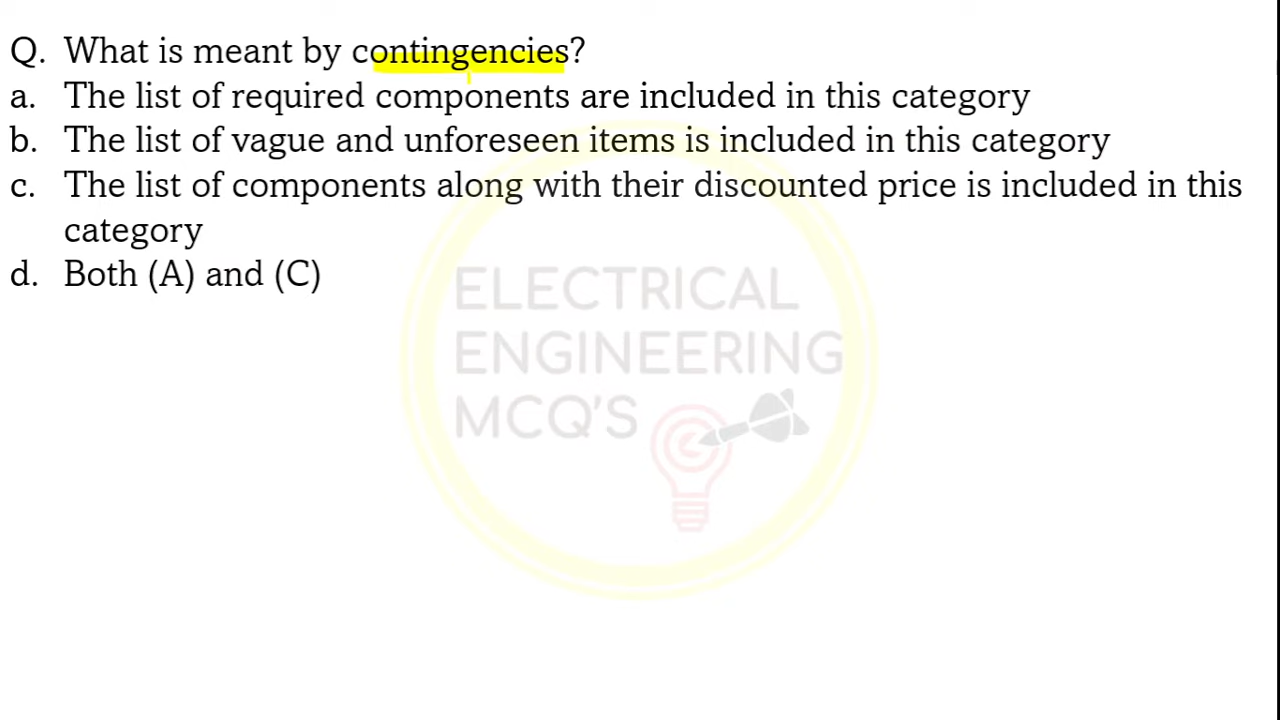 Q. What is meant by contingencies?
a. The list of required components are included in this category
b. The list of vague and unforeseen items is included in this category
c. The list of components along with their discounted price is included in this
category
d. Both (A) and (C)
ELECTRICAL
ENGINEERING
MCQ'S